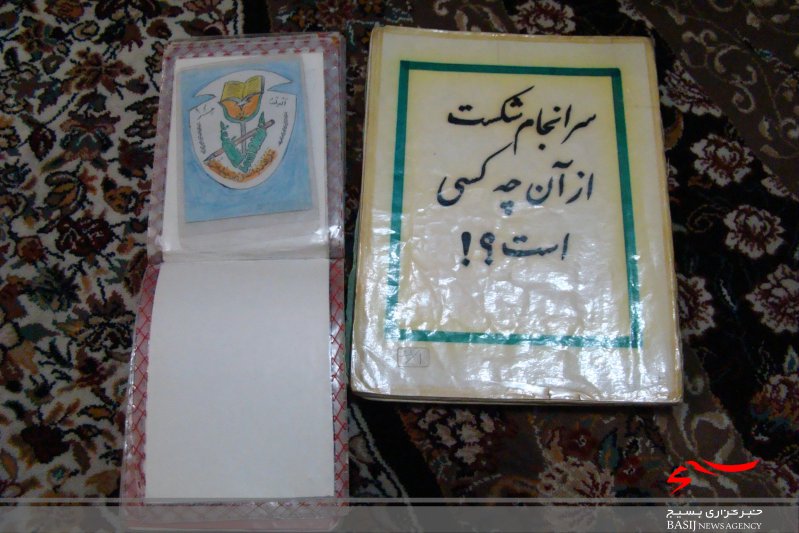 سرانجام شکست
از آن چه کسی
است؟!
خبرگزاری بسیج
BASIJ NEWS AGENCY